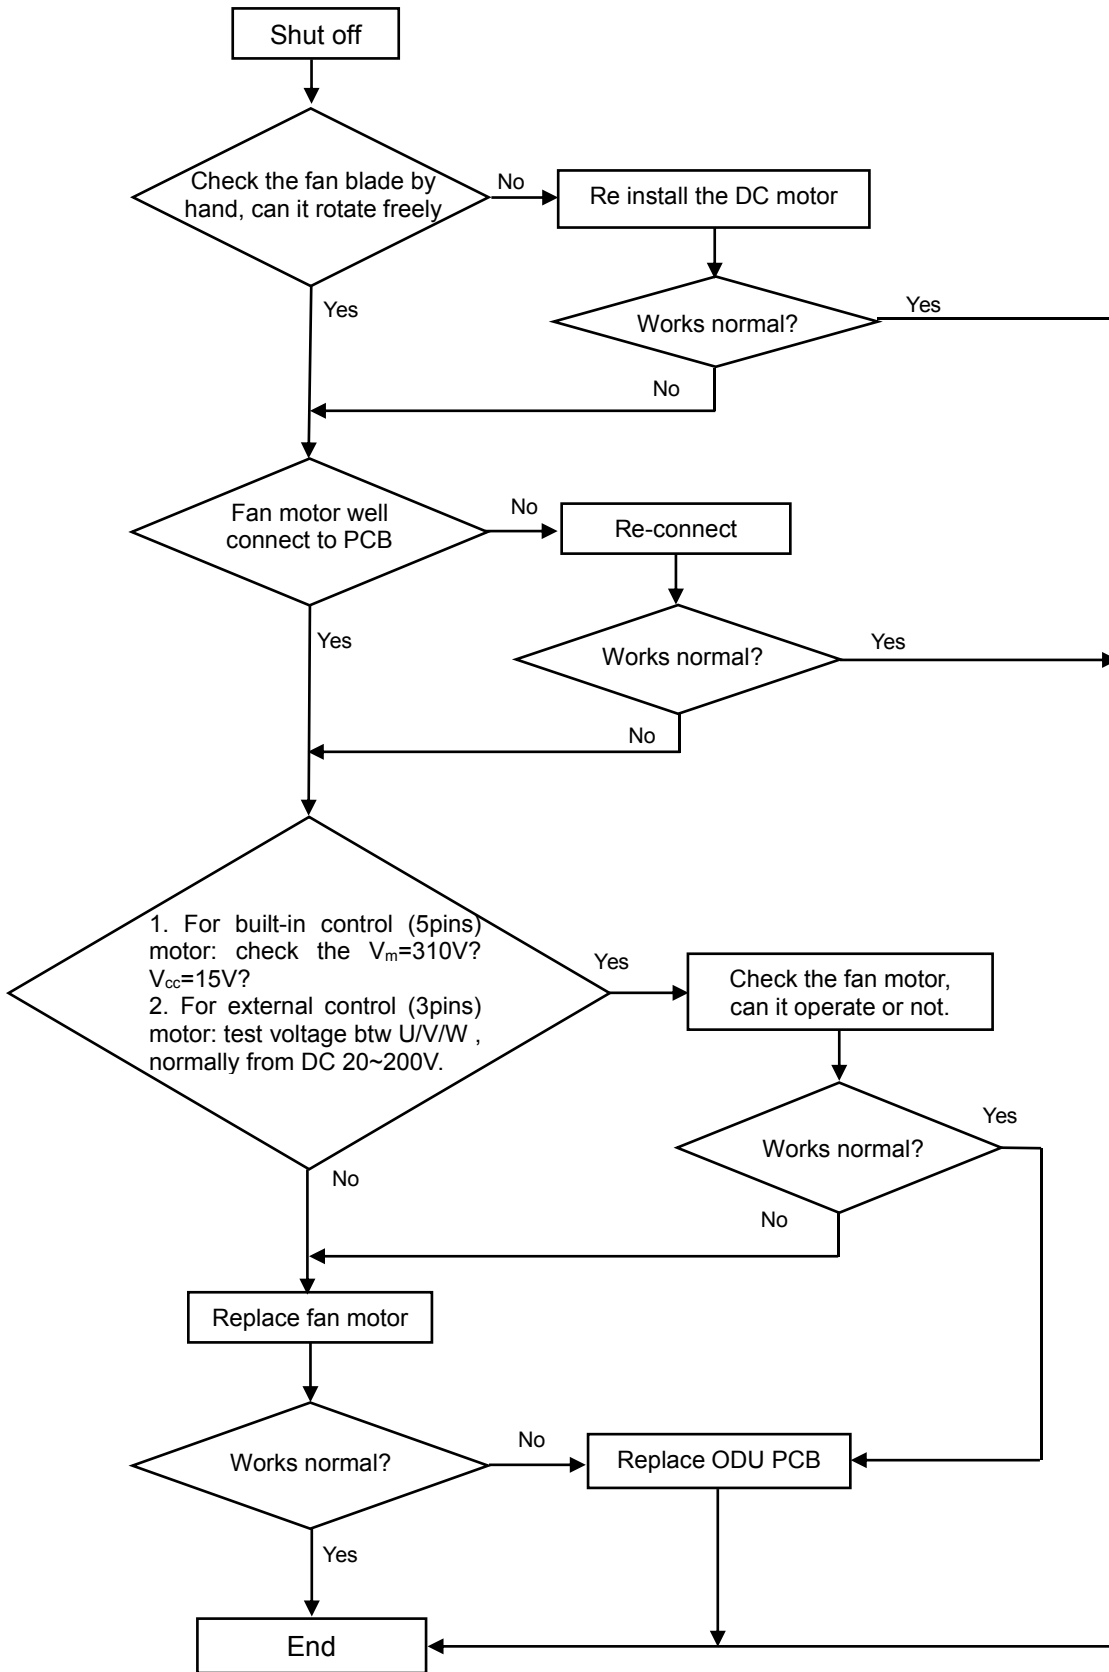 Shut off
Check the fan blade by
hand, can it rotate freely
No
Re install the DC motor
Yes
Works normal?
Yes
No
Fan motor well
connect to PCB
No
Re-connect
Yes
Works normal?
Yes
No
1. For built-in control (5pins)
motor: check the Vm=310V?
Vcc=15V?
2. For external control (3pins)
motor: test voltage btw U/V/W ,
normally from DC 20~200V.
Yes
Check the fan motor,
can it operate or not.
Works normal?
Yes
No
No
Replace fan motor
Works normal?
No
Replace ODU PCB
Yes
End